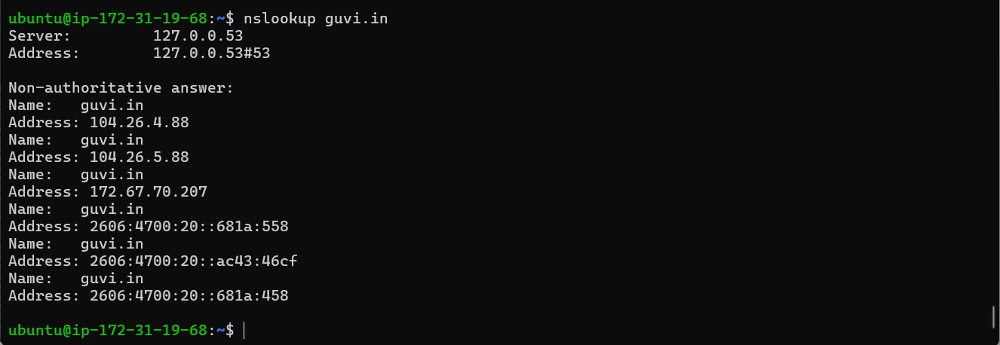 ubuntu@ip-172-31-19-68:~$ nslookup guvi.in
Server:         127.0.0.53
Address:        127.0.0.53#53

Non-authoritative answer:
Name:   guvi.in
Address: 104.26.4.88
Name:   guvi.in
Address: 104.26.5.88
Name:   guvi.in
Address: 172.67.70.207
Name:   guvi.in
Address: 2606:4700:20::681a:558
Name:   guvi.in
Address: 2606:4700:20::ac43:46cf
Name:   guvi.in
Address: 2606:4700:20::681a:458

ubuntu@ip-172-31-19-68:~$